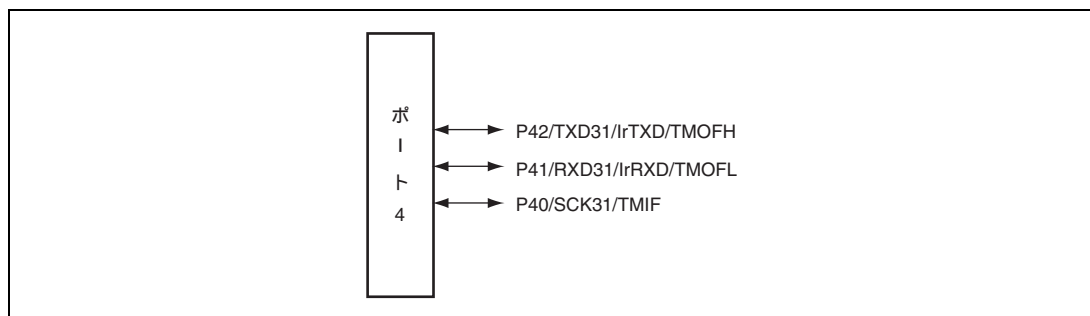 ポート4
P42/TXD31/IrTXD/TMOFH
P41/RXD31/IrRXD/TMOFL
P40/SCK31/TMIF